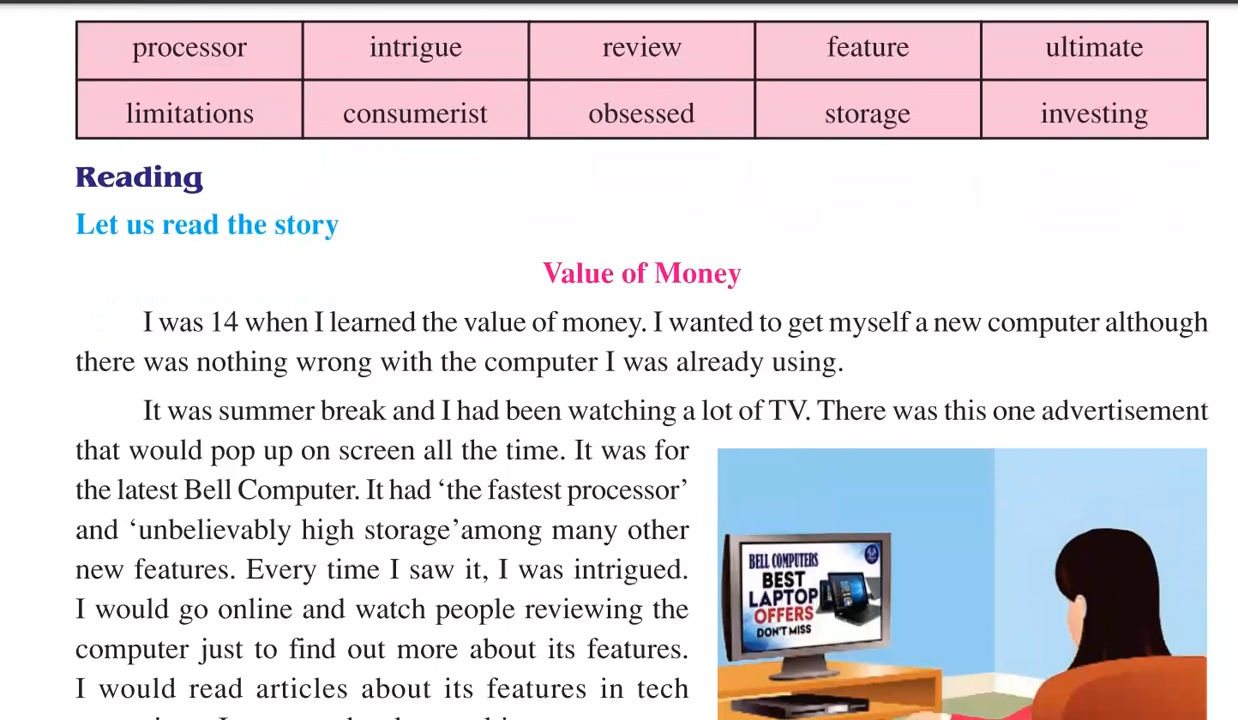 processor intrigue review feature ultimate
limitations consumerist obsessed storage investing
Reading
Let us read the story
Value of Money
I was 14 when I learned the value of money. I wanted to get myself a new computer although
there was nothing wrong with the computer I was already using.
It was summer break and I had been watching a lot of TV. There was this one advertisement
that would pop up on screen all the time. It was for
the latest Bell Computer. It had ‘the fastest processor’
and ‘unbelievably high storage’among many other
new features. Every time I saw it, I was intrigued.
I would go online and watch people reviewing the
computer just to find out more about its features.
I would read articles about its features in tech
BELL COMPUTERS
BEST
LAPTOP
OFFERS
DON'T MISS